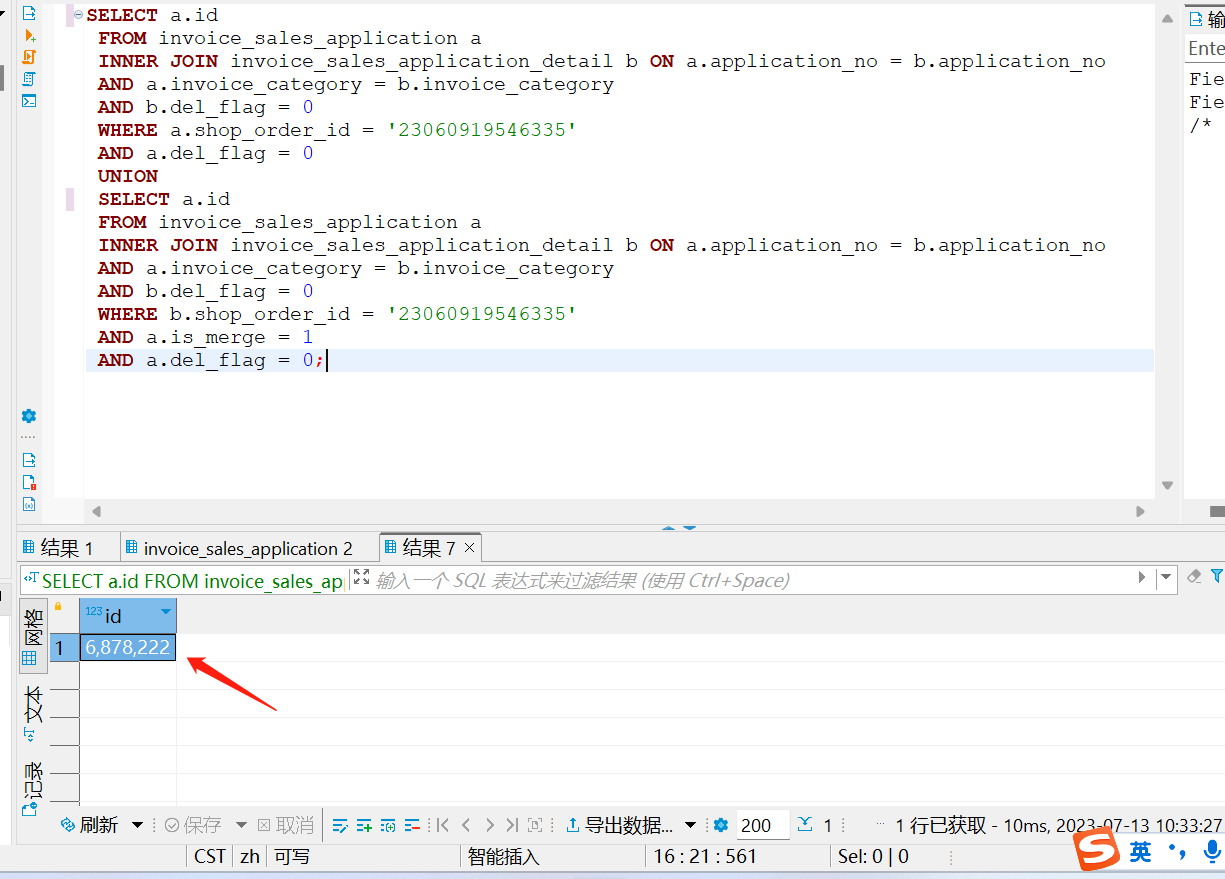 SELECT a.id
FROM invoice_sales_application a
INNER JOIN invoice_sales_application_detail b ON a.application_no = b.application_no
AND a.invoice_category = b.invoice_category
AND b.del_flag = 0
WHERE a.shop_order_id = '23060919546335'
AND a.del_flag = 0
UNION
SELECT a.id
FROM invoice_sales_application a
INNER JOIN invoice_sales_application_detail b ON a.application_no = b.application_no
AND a.invoice_category = b.invoice_category
AND b.del_flag = 0
WHERE b.shop_order_id = '23060919546335'
AND a.is_merge = 1
AND a.del_flag = 0;
输
Ente
Fie
Fie
/*
结果 1
invoice_sales_application 2
结果 7
SELECT a.id FROM invoice_sales_ap
输入一个 SQL 表达式来过滤结果 (使用 Ctrl+Space)
网格
文本
记录
123 id
1 6,878,222
刷新 保存 取消 导出数据... 200 1 ... 1 行已获取 - 10ms, 2023-07-13 10:33:27
CST zh 可写 智能插入 16 : 21 : 561 Sel: 0 | 0
S 英